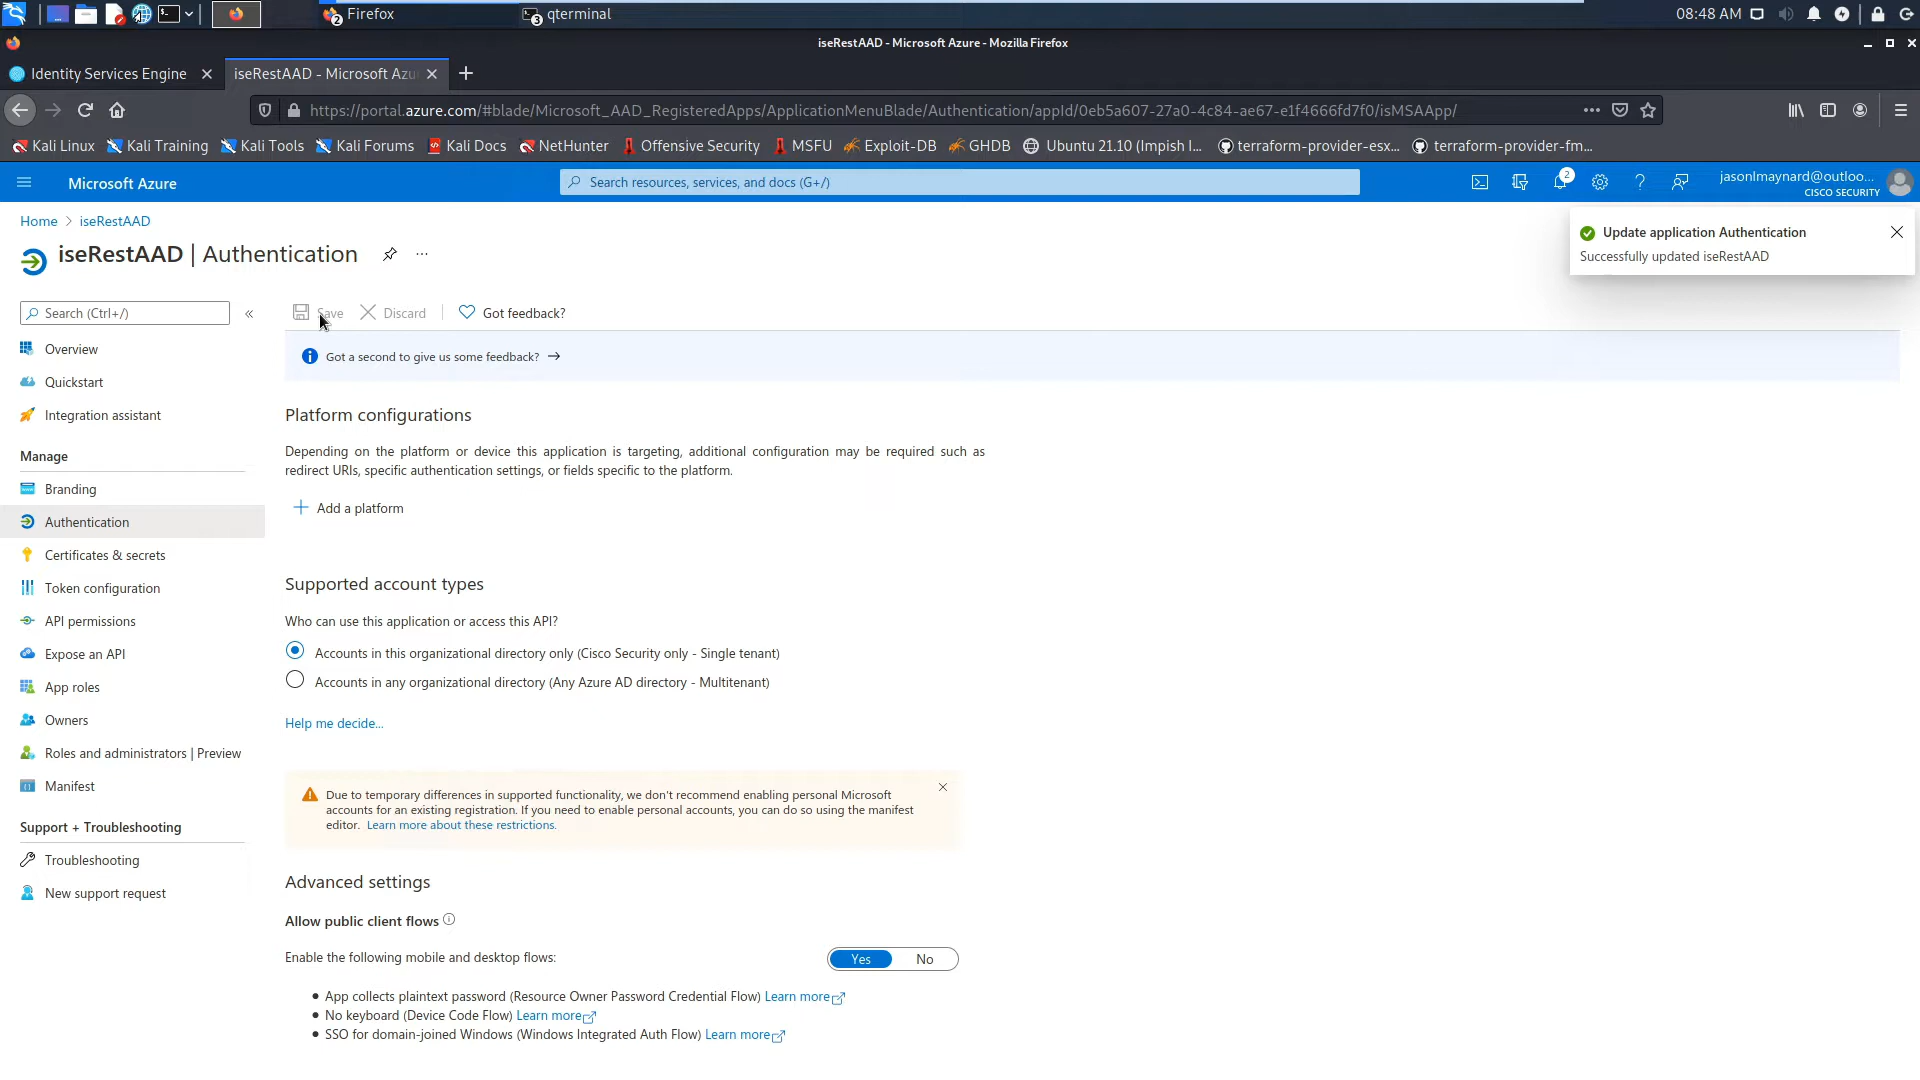 Firefox
2
qterminal
3
08:48 AM
iseRestAAD - Microsoft Azure - Mozilla Firefox
Identity Services Engine
iseRestAAD - Microsoft Azu
https://portal.azure.com/#blade/Microsoft_AAD_RegisteredApps/ApplicationMenuBlade/Authentication/appId/0eb5a607-27a0-4c84-ae67-e1f4666fd7f0/isMSAApp/
Kali Linux
Kali Training
Kali Tools
Kali Forums
Kali Docs
NetHunter
Offensive Security
MSFU
Exploit-DB
GHDB
Ubuntu 21.10 (Impish I...
terraform-provider-esx...
terraform-provider-fm...
Microsoft Azure
Search resources, services, and docs (G+/)
2
jasonlmaynard@outloo...
CISCO SECURITY
Home > iseRestAAD
iseRestAAD | Authentication
Update application Authentication
Successfully updated iseRestAAD
Search (Ctrl+/)
Save
Discard
Got feedback?
Got a second to give us some feedback?
Overview
Quickstart
Integration assistant
Manage
Branding
Authentication
Certificates & secrets
Token configuration
API permissions
Expose an API
App roles
Owners
Roles and administrators | Preview
Manifest
Support + Troubleshooting
Troubleshooting
New support request
Platform configurations
Depending on the platform or device this application is targeting, additional configuration may be required such as
redirect URIs, specific authentication settings, or fields specific to the platform.
Add a platform
Supported account types
Who can use this application or access this API?
Accounts in this organizational directory only (Cisco Security only - Single tenant)
Accounts in any organizational directory (Any Azure AD directory - Multitenant)
Help me decide...
Due to temporary differences in supported functionality, we don't recommend enabling personal Microsoft
accounts for an existing registration. If you need to enable personal accounts, you can do so using the manifest
editor. Learn more about these restrictions.
Advanced settings
Allow public client flows
Enable the following mobile and desktop flows:
Yes
No
App collects plaintext password (Resource Owner Password Credential Flow) Learn more
No keyboard (Device Code Flow) Learn more
SSO for domain-joined Windows (Windows Integrated Auth Flow) Learn more